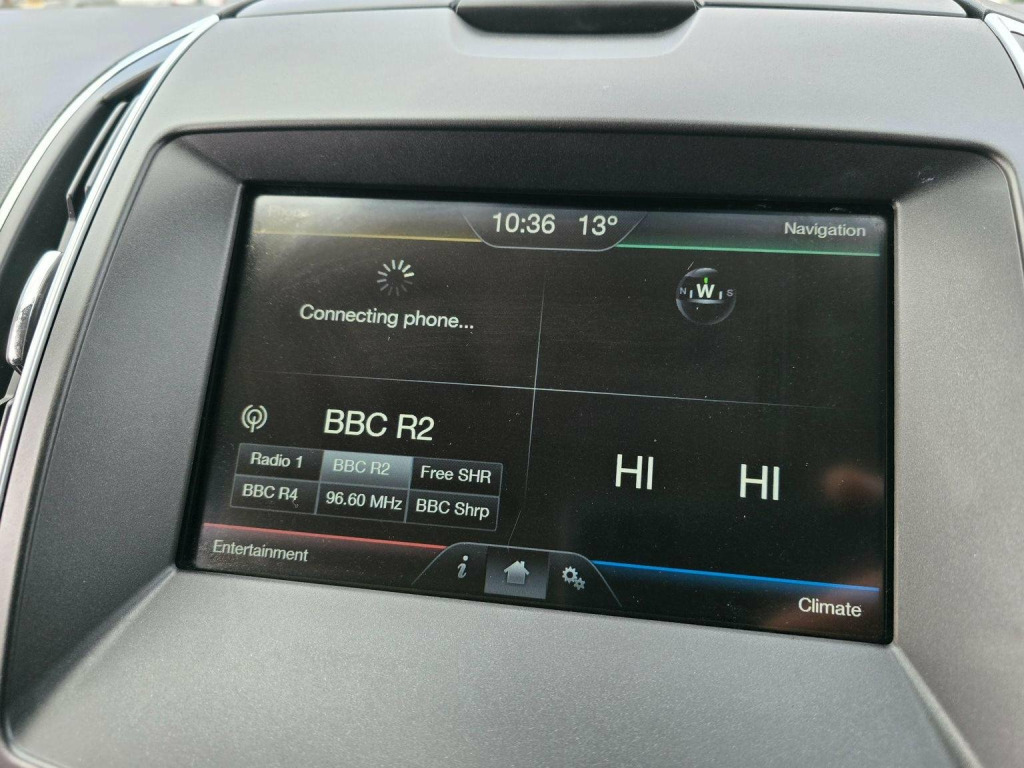 10:36 13°
Navigation
Connecting phone...
N W S
BBC R2
Radio 1 BBC R2 Free SHR
BBC R4 96.60 MHz BBC Shrp
HI HI
Entertainment
i
Climate